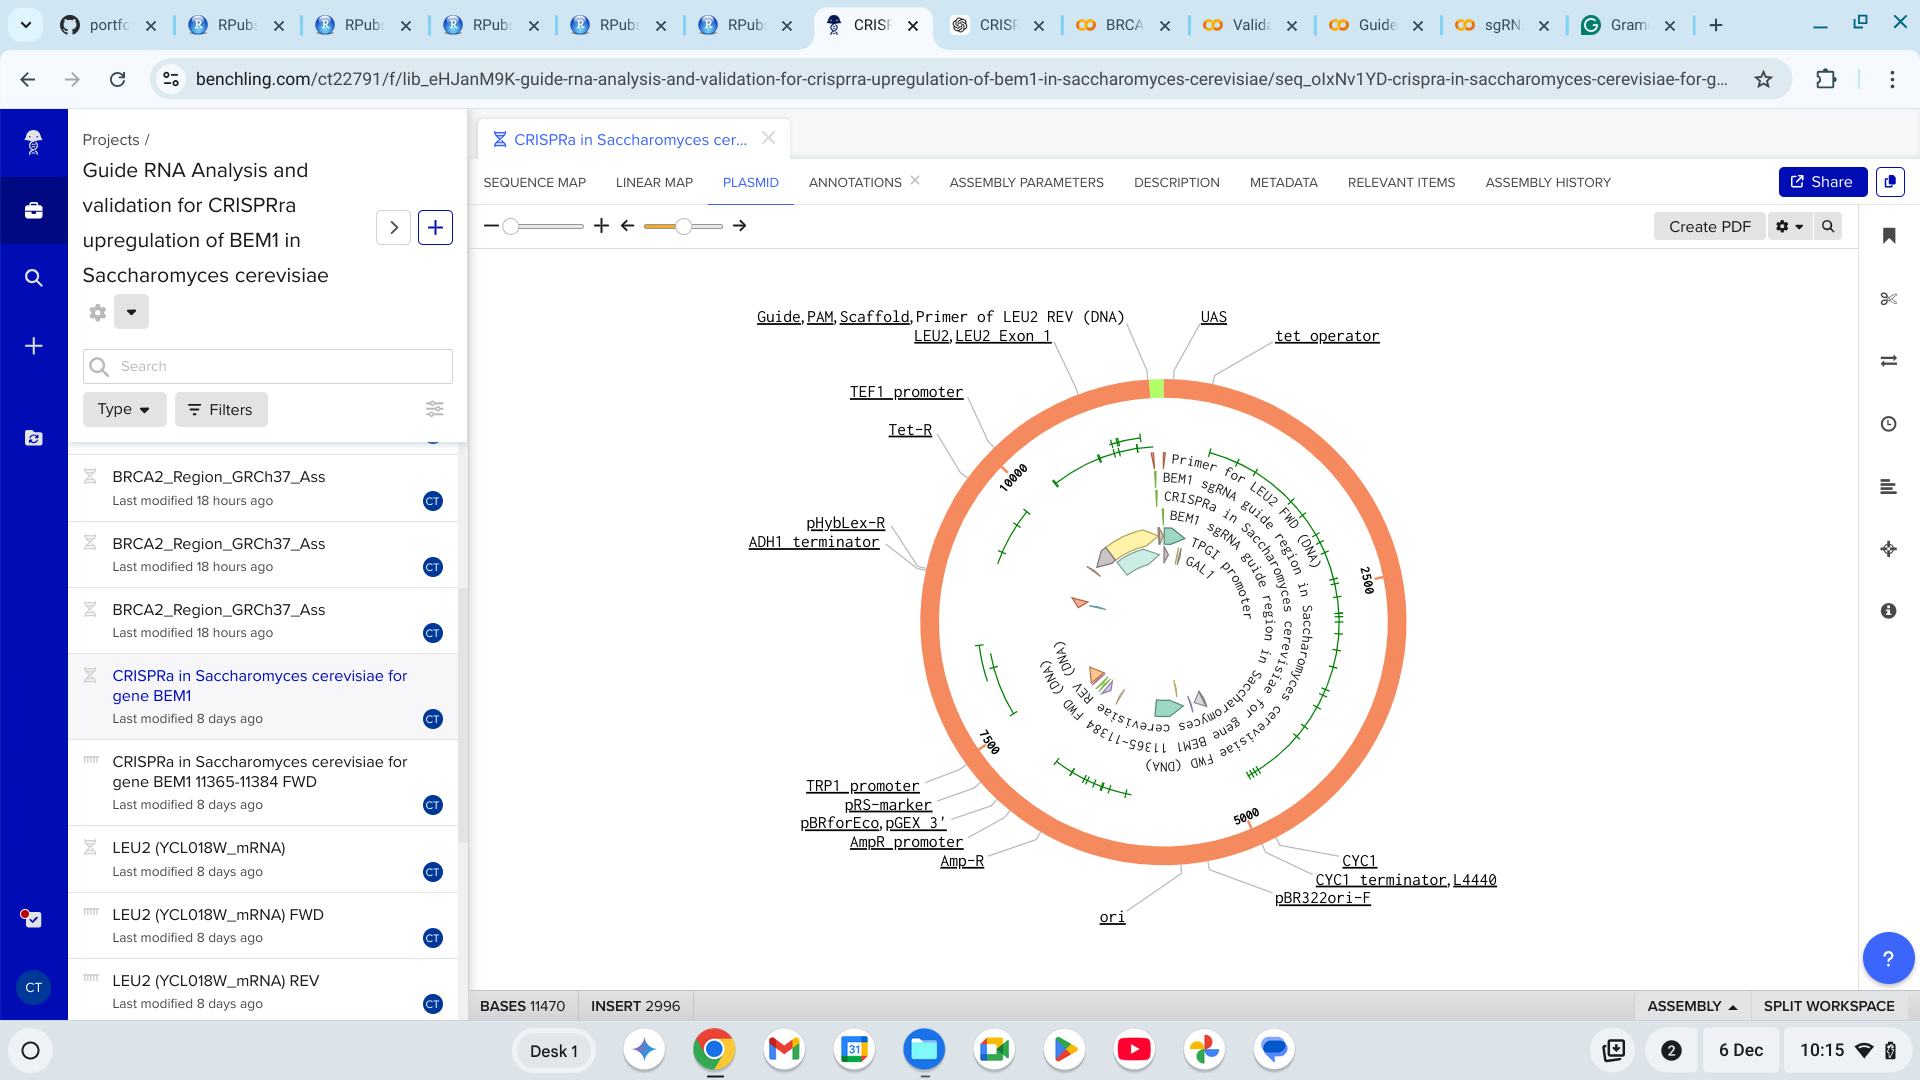 portfo
RPubs
RPubs
RPubs
RPubs
RPubs
CRISP
CRISP
BRCA
Valida
Guide
sgRN
Gram
benchling.com/ct22791/f/lib_eHJanM9K-guide-rna-analysis-and-validation-for-crisprra-upregulation-of-bem1-in-saccharomyces-cerevisiae/seq_oIxNv1YD-crispra-in-saccharomyces-cerevisiae-for-g...
Projects /
Guide RNA Analysis and
validation for CRISPRra
upregulation of BEM1 in
Saccharomyces cerevisiae
Search
Type
Filters
BRCA2_Region_GRCh37_Ass
Last modified 18 hours ago
CT
BRCA2_Region_GRCh37_Ass
Last modified 18 hours ago
CT
BRCA2_Region_GRCh37_Ass
Last modified 18 hours ago
CT
CRISPRa in Saccharomyces cerevisiae for
gene BEM1
Last modified 8 days ago
CT
CRISPRa in Saccharomyces cerevisiae for
gene BEM1 11365-11384 FWD
Last modified 8 days ago
CT
LEU2 (YCL018W_mRNA)
Last modified 8 days ago
CT
LEU2 (YCL018W_mRNA) FWD
Last modified 8 days ago
CT
LEU2 (YCL018W_mRNA) REV
Last modified 8 days ago
CT
CT
CRISPRa in Saccharomyces cer...
SEQUENCE MAP
LINEAR MAP
PLASMID
ANNOTATIONS
ASSEMBLY PARAMETERS
DESCRIPTION
METADATA
RELEVANT ITEMS
ASSEMBLY HISTORY
Share
Create PDF
Guide, PAM, Scaffold, Primer of LEU2 REV (DNA)
LEU2, LEU2 Exon 1
UAS
tet operator
TEF1 promoter
Tet-R
pHybLex-R
ADH1 terminator
10000
2500
7500
5000
Primer for LEU2 FWD (DNA)
BEM1 sgRNA guide region in Saccharomyces cerevisiae FWD (DNA)
CRISPRa in Saccharomyces cerevisiae for gene BEM1 11365-11384 FWD (DNA)
BEM1 sgRNA guide region in Saccharomyces cerevisiae REV (DNA)
TPGI promoter
GAL1
TRP1 promoter
pRS-marker
pBRforEco, pGEX 3'
AmpR promoter
Amp-R
ori
CYC1
CYC1 terminator, L4440
pBR322ori-F
BASES 11470
INSERT 2996
ASSEMBLY
SPLIT WORKSPACE
?
Desk 1
31
2
6 Dec
10:15